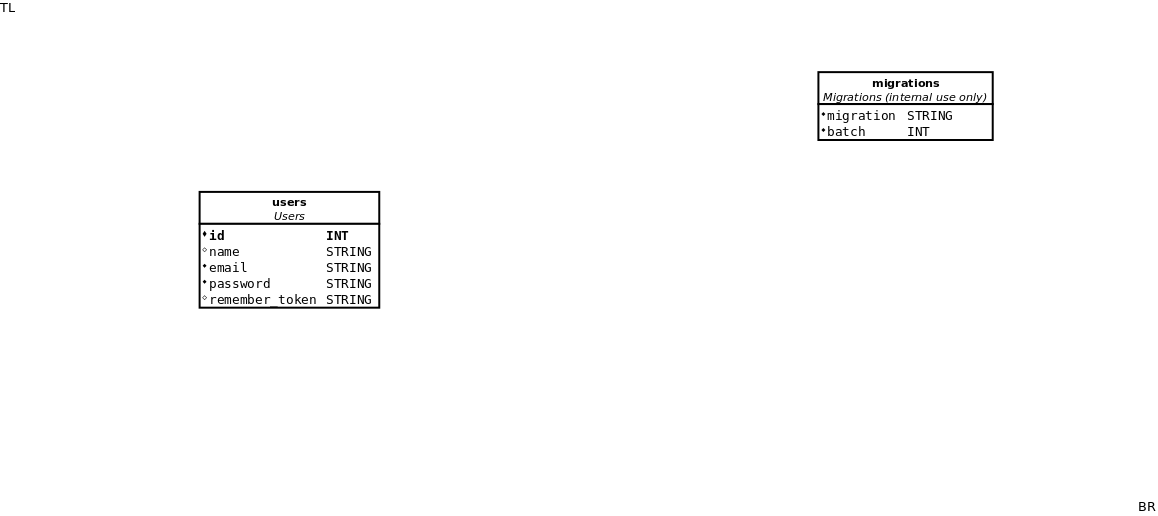 TL
migrations
Migrations (internal use only)
migration STRING
batch INT
users
Users
id INT
name STRING
email STRING
password STRING
remember_token STRING
BR